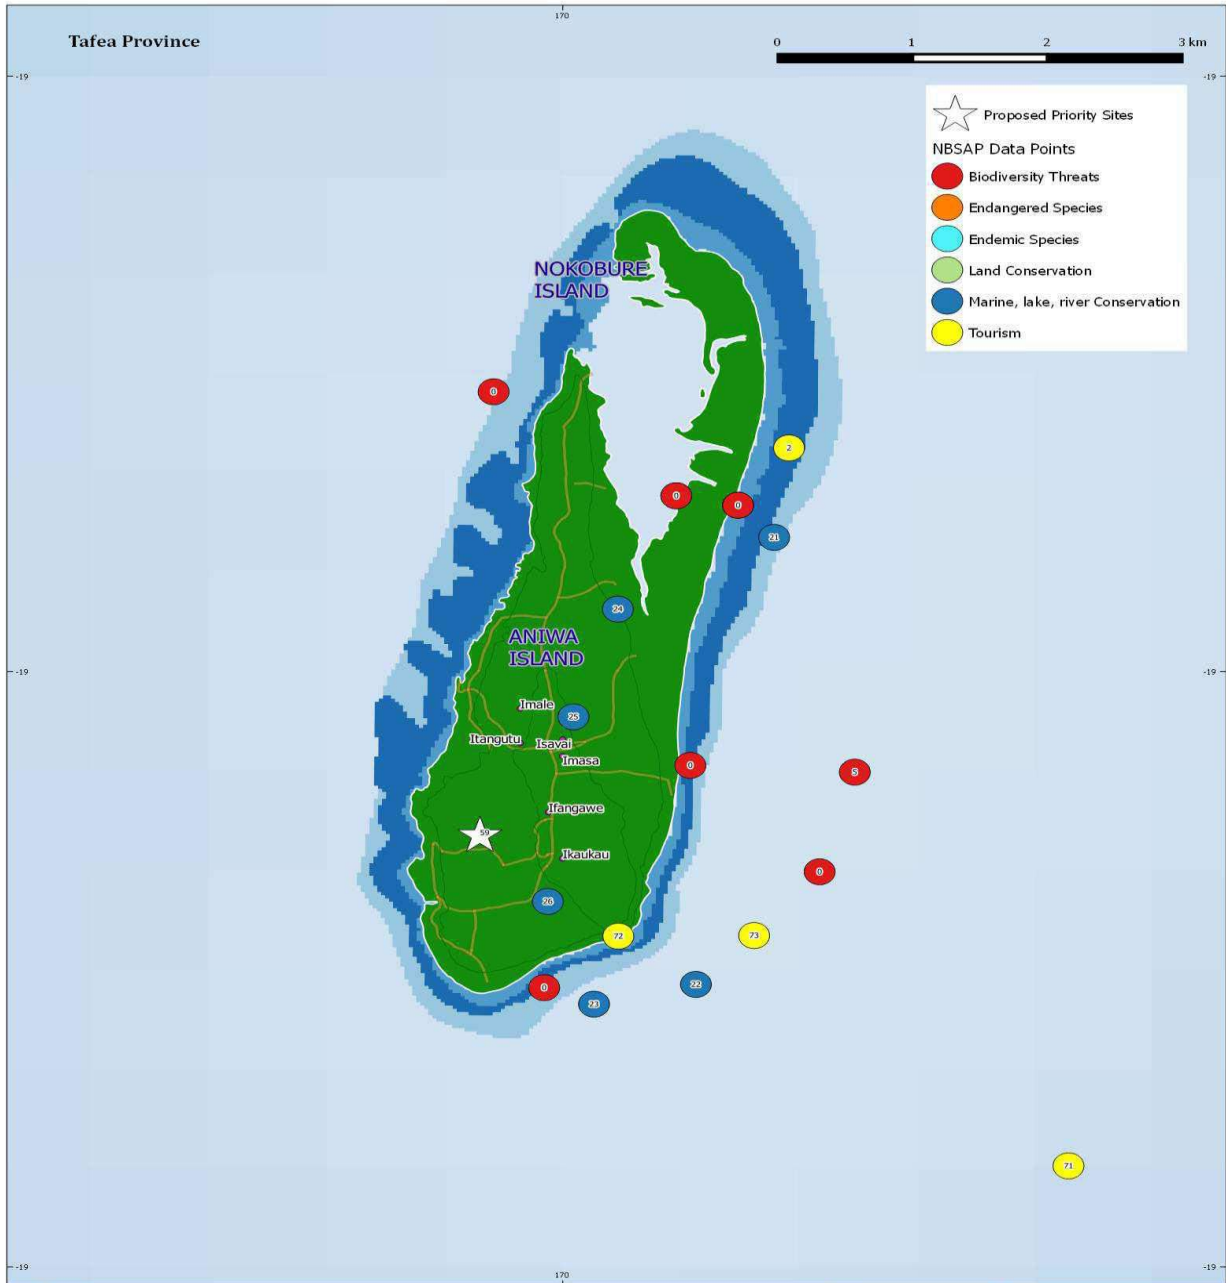 170
Tafea Province
0 1 2 3 km
-19 -19
Proposed Priority Sites
NBSAP Data Points
Biodiversity Threats
Endangered Species
Endemic Species
Land Conservation
Marine, lake, river Conservation
Tourism
NOKOBURE
ISLAND
0
2
0
0
21
24
ANIWA
ISLAND
-19 -19
Imale
25
Itangutu
Isavai
Imasa
0
5
Ifangawe
59
Ikaukau
0
26
72
73
0
22
23
71
-19 -19
170